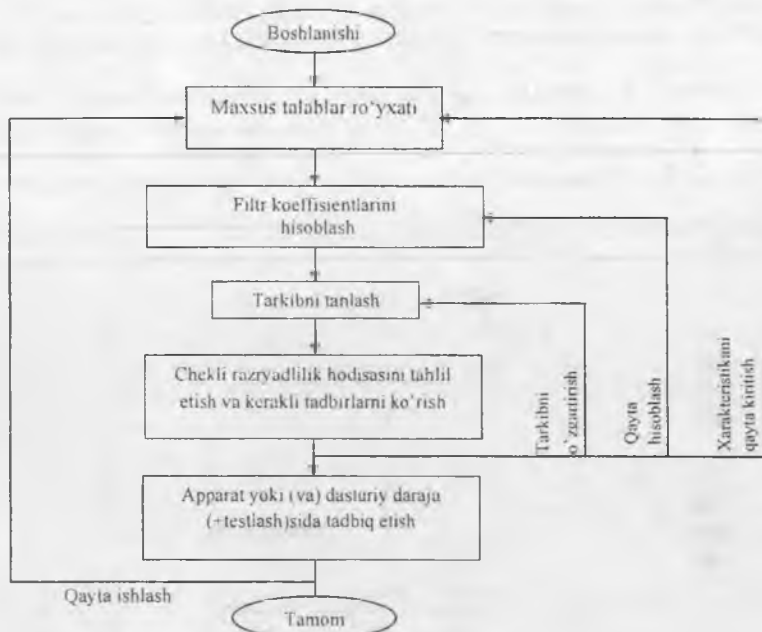 Boshlanishi
Maxsus talablar ro‘yxati
Filtr koeffisientlarini
hisoblash
Tarkibni tanlash
Chekli razryadlilik hodisasini tahlil
etish va kerakli tadbirlarni ko‘rish
Tarkibni
o‘zgartirish
Qayta
hisoblash
Xarakteristikani
qayta kiritish
Apparat yoki (va) dasturiy daraja
(+testlash)sida tadbiq etish
Qayta ishlash
Tamom